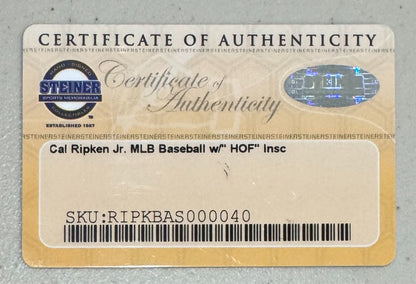 CERTIFICATE OF AUTHENTICITY
STEINER
SPORTS MEMORABILIA
ESTABLISHED 1987
Certificate of
Authenticity
Cal Ripken Jr. MLB Baseball w/" HOF" Insc
SKU:RIPKBAS000040